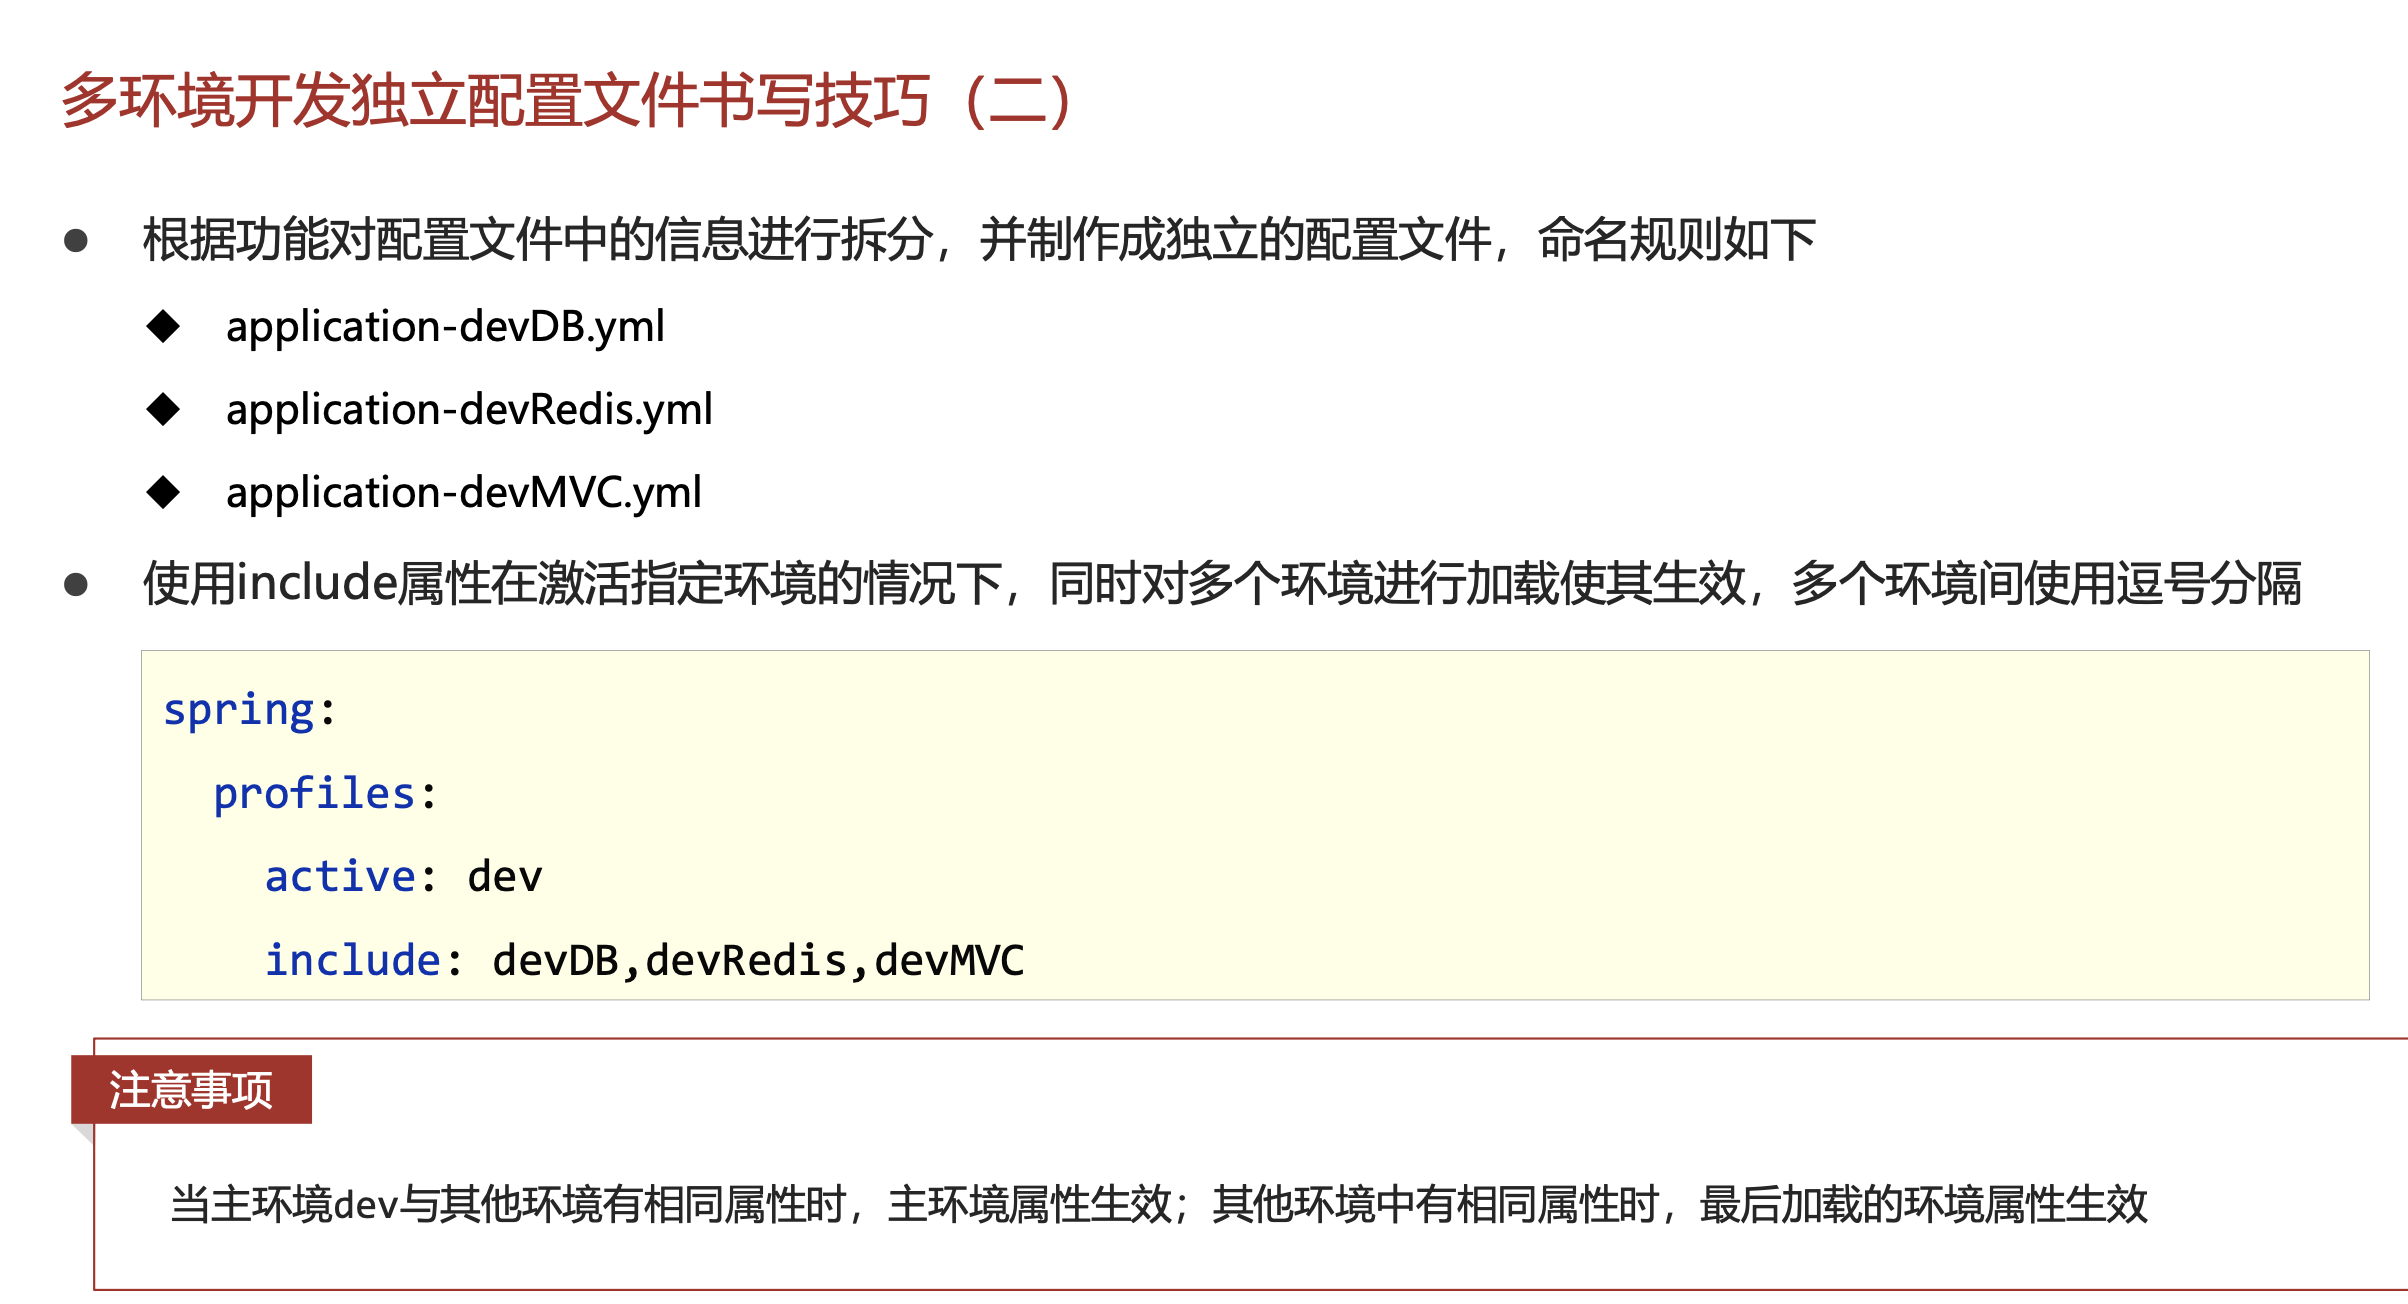 多环境开发独立配置文件书写技巧（二）
● 根据功能对配置文件中的信息进行拆分，并制作成独立的配置文件，命名规则如下
◆ application-devDB.yml
◆ application-devRedis.yml
◆ application-devMVC.yml
● 使用include属性在激活指定环境的情况下，同时对多个环境进行加载使其生效，多个环境间使用逗号分隔
spring:
  profiles:
    active: dev
    include: devDB,devRedis,devMVC
注意事项
当主环境dev与其他环境有相同属性时，主环境属性生效；其他环境中有相同属性时，最后加载的环境属性生效